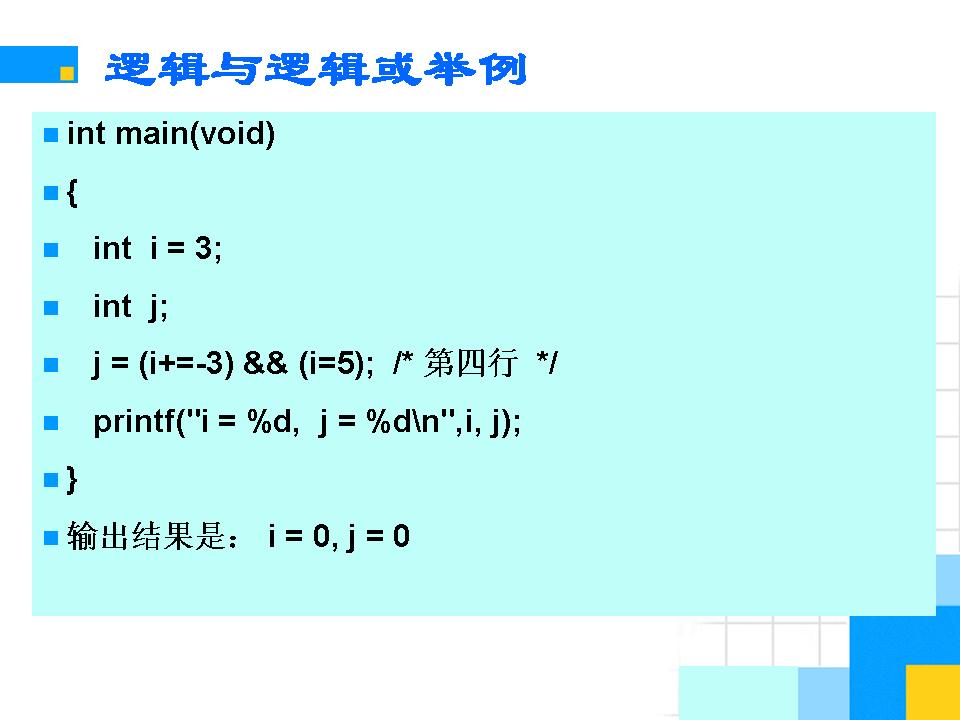 逻辑与逻辑或举例
int main(void)
{
int  i = 3;
int  j;
j = (i+=-3) && (i=5);  /* 第四行  */
printf("i = %d,  j = %d\n",i, j);
}
输出结果是： i = 0, j = 0